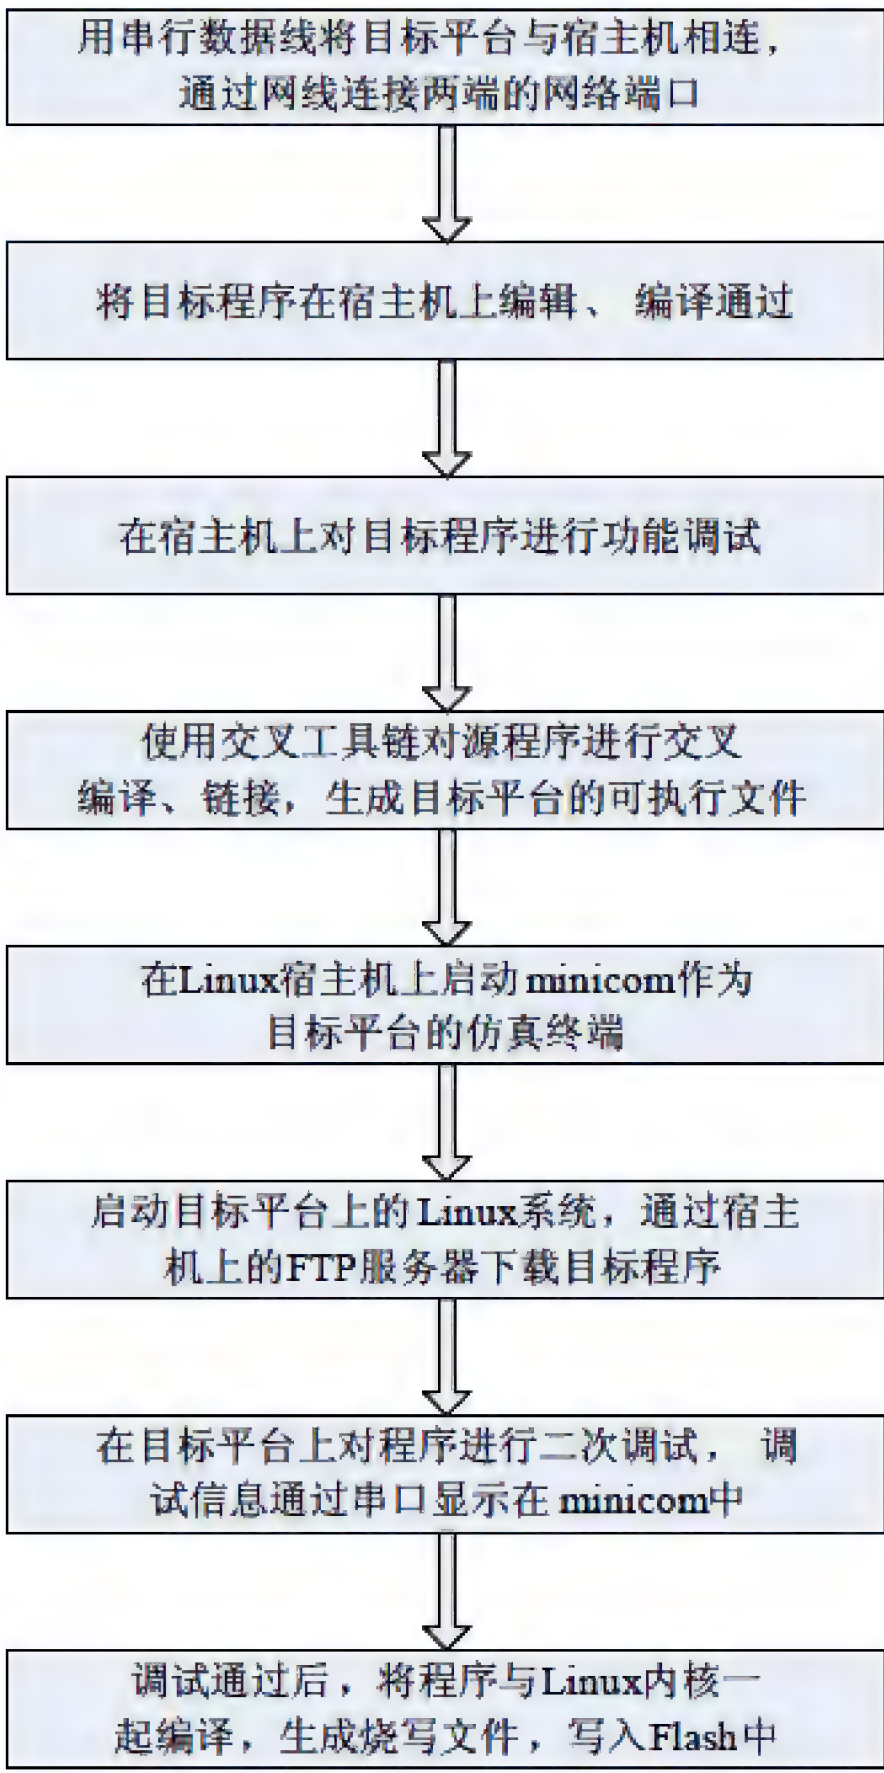 用串行数据线将目标平台与宿主机相连，
通过网线连接两端的网络端口
将目标程序在宿主机上编辑、 编译通过
在宿主机上对目标程序进行功能调试
使用交叉工具链对源程序进行交叉
编译、链接，生成目标平台的可执行文件
在Linux宿主机上启动 minicom作为
目标平台的仿真终端
启动目标平台上的 Linux系统，通过宿主
机上的FTP服务器下载目标程序
在目标平台上对程序进行二次调试， 调
试信息通过串口显示在 minicom中
调试通过后，将程序与Linux内核一
起编译，生成烧写文件，写入Flash中